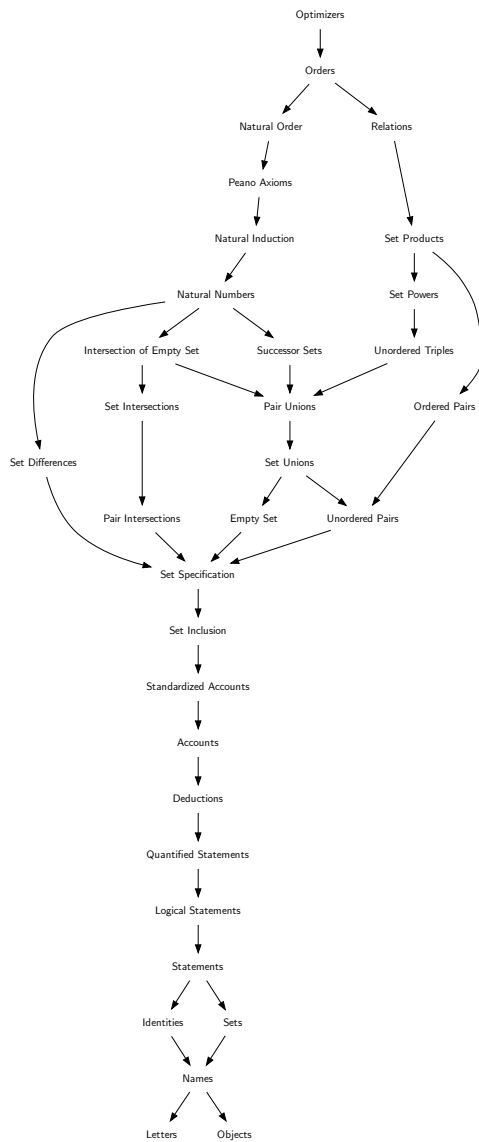 Optimizers
Orders
Natural Order
Relations
Peano Axioms
Natural Induction
Set Products
Natural Numbers
Set Powers
Intersection of Empty Set
Successor Sets
Unordered Triples
Set Intersections
Pair Unions
Ordered Pairs
Set Differences
Set Unions
Pair Intersections
Empty Set
Unordered Pairs
Set Specification
Set Inclusion
Standardized Accounts
Accounts
Deductions
Quantified Statements
Logical Statements
Statements
Identities
Sets
Names
Letters
Objects